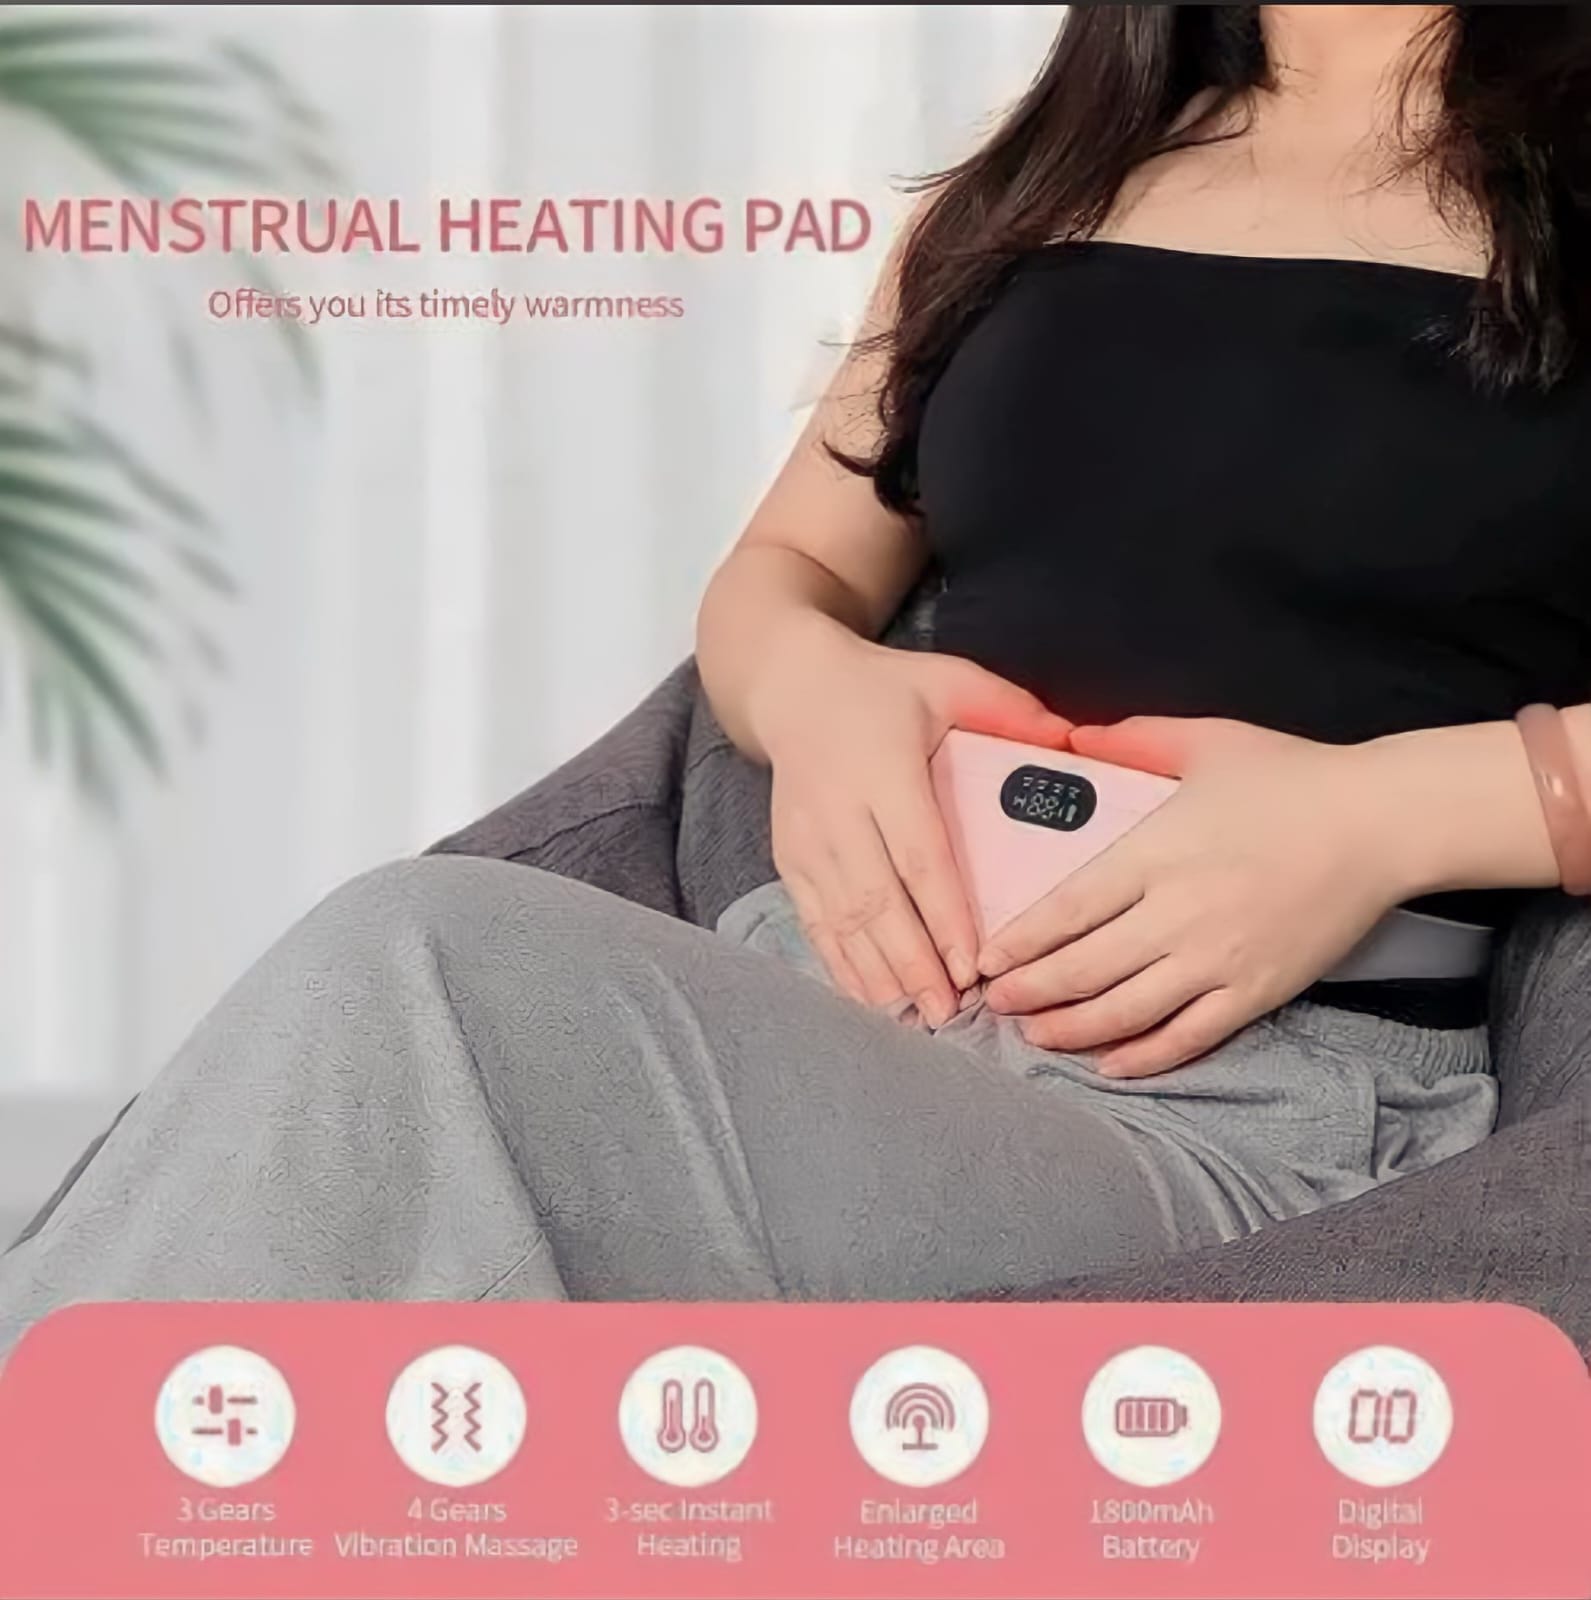 MENSTRUAL HEATING PAD
Offers you its timely warmness
3 Gears
Temperature
4 Gears
Vibration Massage
3-sec Instant
Heating
Enlarged
Heating Area
1800mAh
Battery
Digital
Display